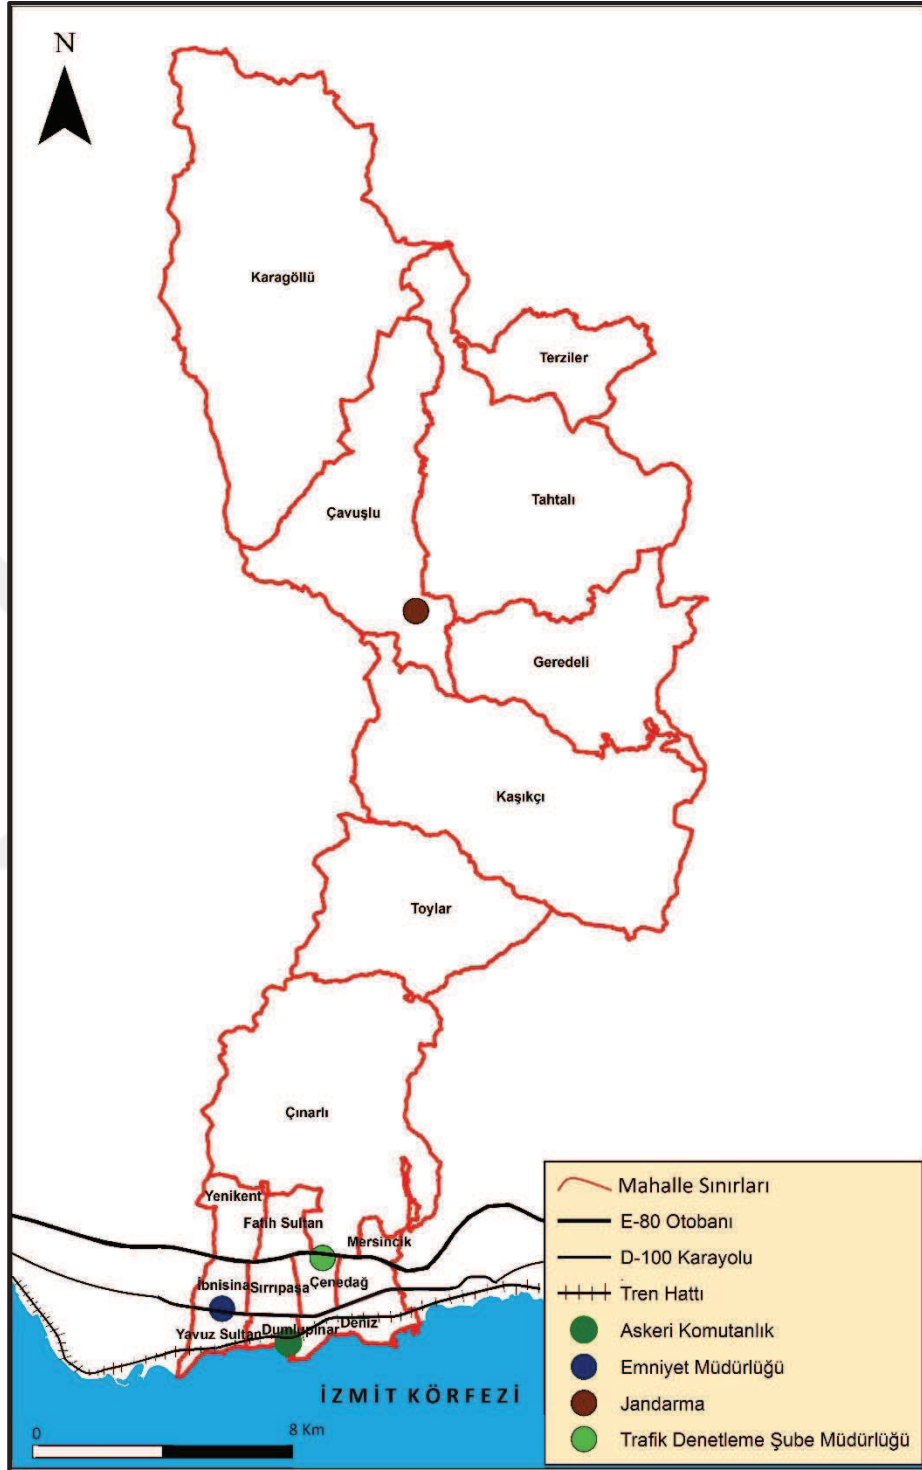 N
Karagöllü
Terziler
Tahtalı
Çavuşlu
Geredeli
Kaşıkçı
Toylar
Çınarlı
Yenikent
Fatih Sultan
Mersincik
İbnisina
Sırrıpaşa
Çenedağ
Yavuz Sultan
Dumlupınar
Deniz
İZMİT KÖRFEZİ
0 8 Km
Mahalle Sınırları
E-80 Otobanı
D-100 Karayolu
Tren Hattı
Askeri Komutanlık
Emniyet Müdürlüğü
Jandarma
Trafik Denetleme Şube Müdürlüğü